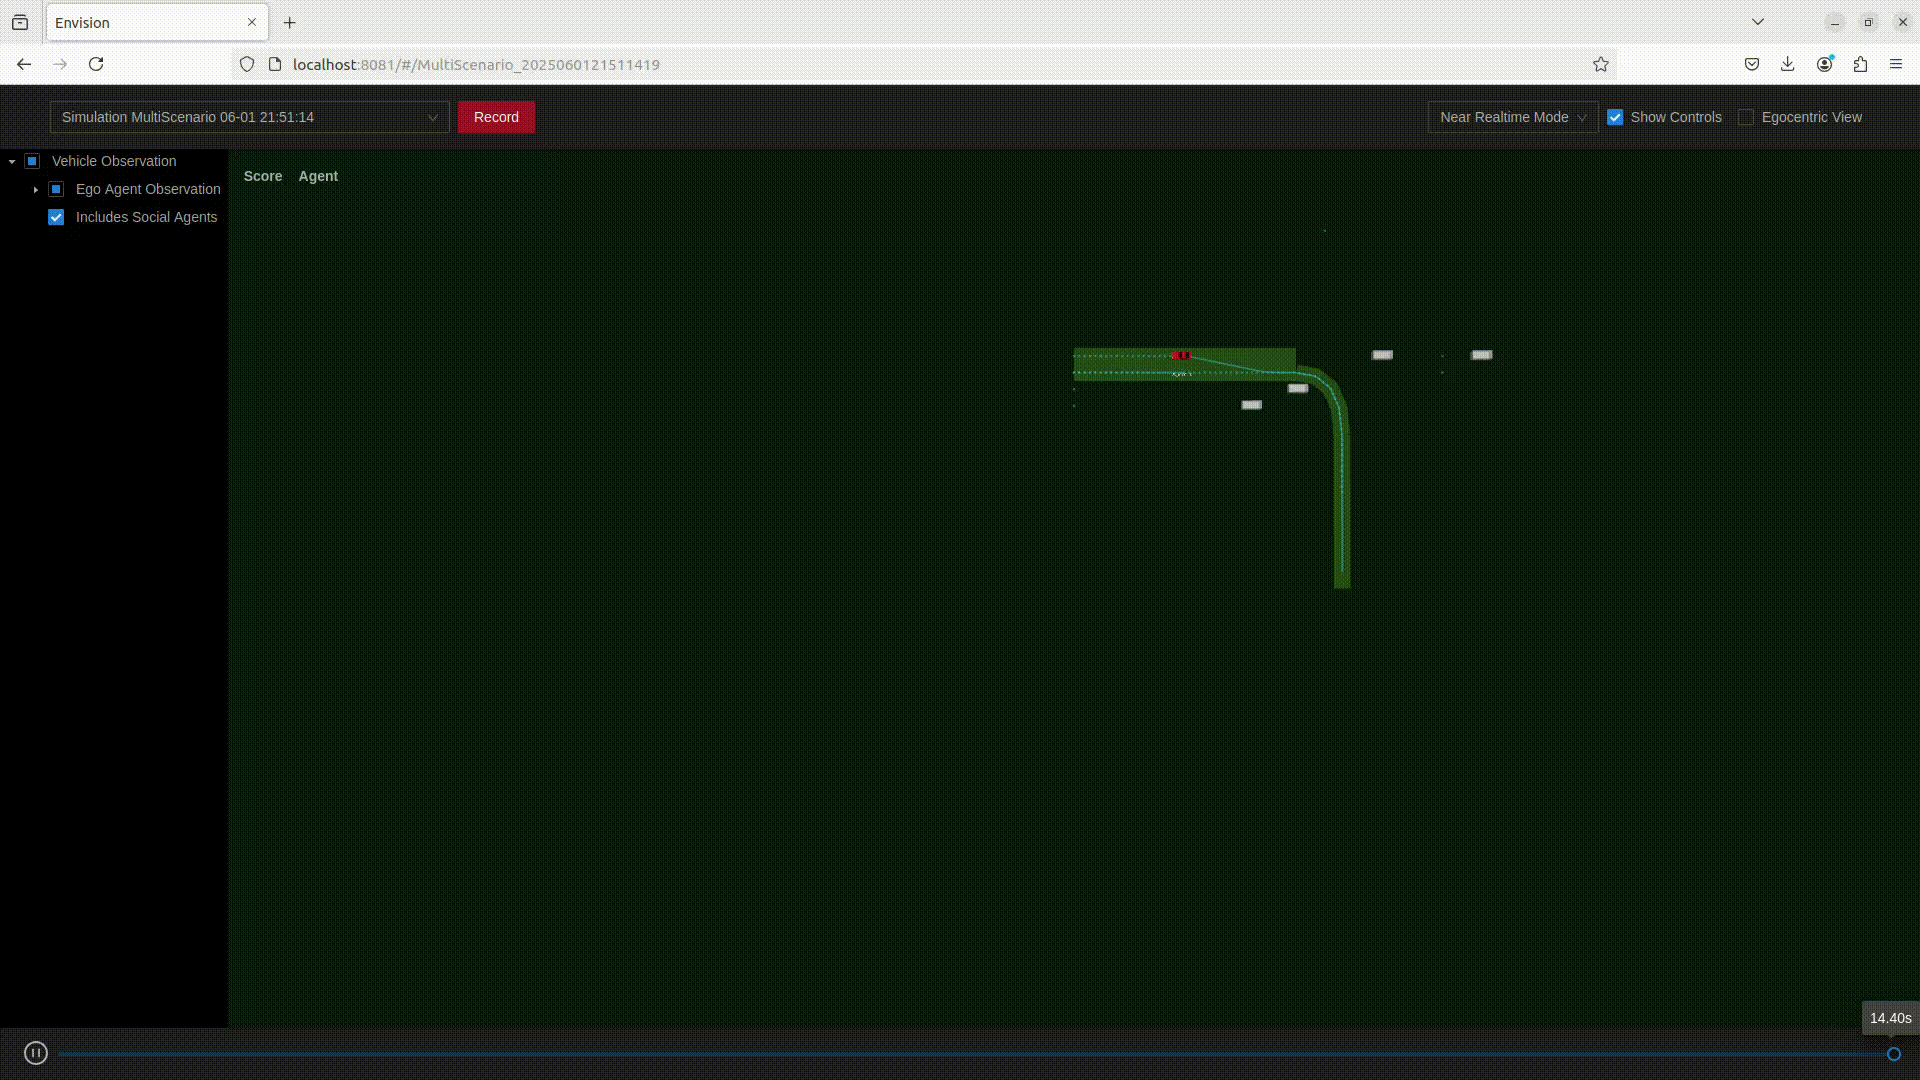 Envision
localhost:8081/#/MultiScenario_2025060121511419
Simulation MultiScenario 06-01 21:51:14
Record
Near Realtime Mode
Show Controls
Egocentric View
Vehicle Observation
Ego Agent Observation
Includes Social Agents
Score Agent
14.40s